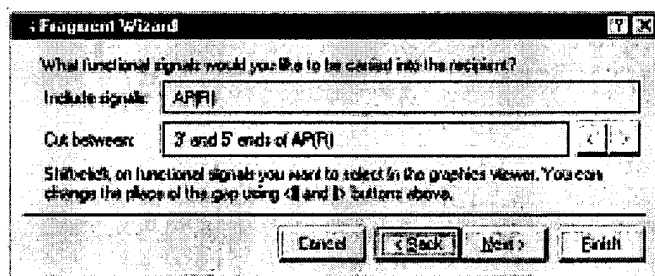 Fragment Wizard
What functional signals would you like to be carried into the recipient?
Include signals: AP(R)
Cut between: 3' and 5' ends of AP(R) < >
Shift-click on functional signals you want to select in the graphics viewer. You can
change the place of the gap using <[ and ]> buttons above.
Cancel < Back Next > Finish